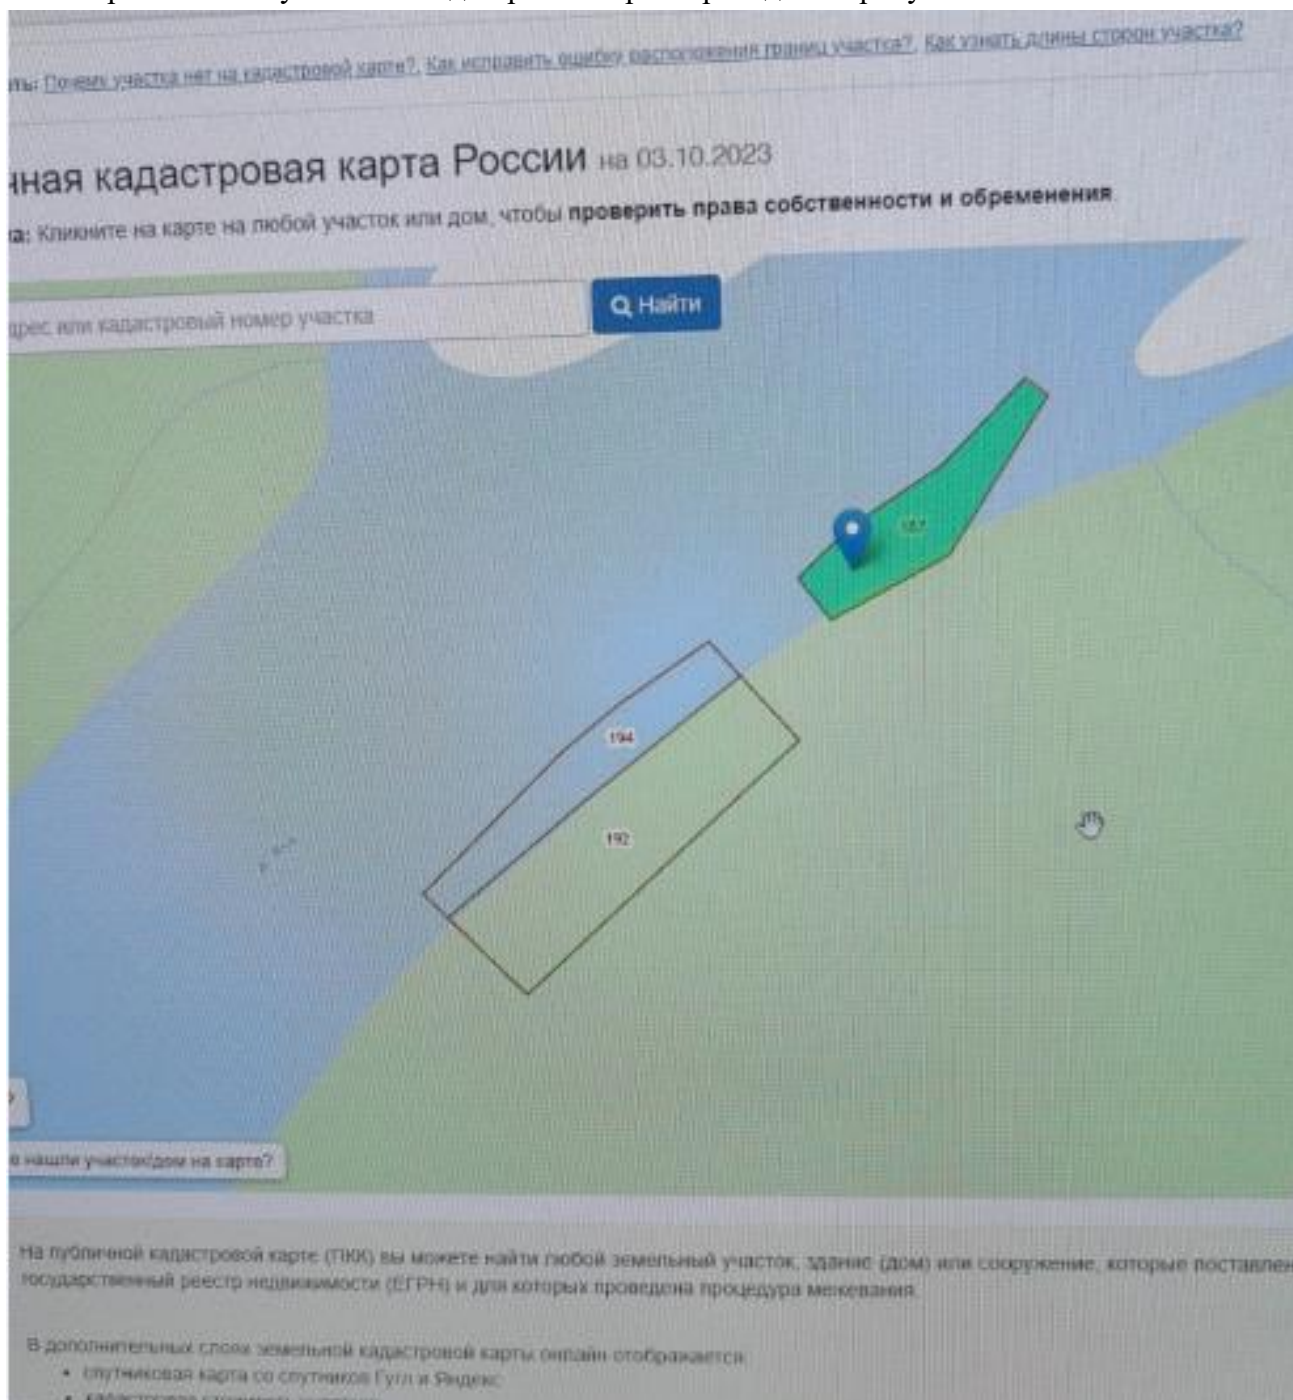 ть: Почему участка нет на кадастровой карте?, Как исправить ошибку расположения границ участка?, Как узнать длины сторон участка?
чная кадастровая карта России на 03.10.2023
ка: Кликните на карте на любой участок или дом, чтобы проверить права собственности и обременения.
дрес или кадастровый номер участка
Найти
194
192
е нашли участок/дом на карте?
На публичной кадастровой карте (ПКК) вы можете найти любой земельный участок, здание (дом) или сооружение, которые поставлен
государственный реестр недвижимости (ЕГРН) и для которых проведена процедура межевания.
В дополнительных слоях земельной кадастровой карты онлайн отображается:
• спутниковая карта со спутников Гугл и Яндекс